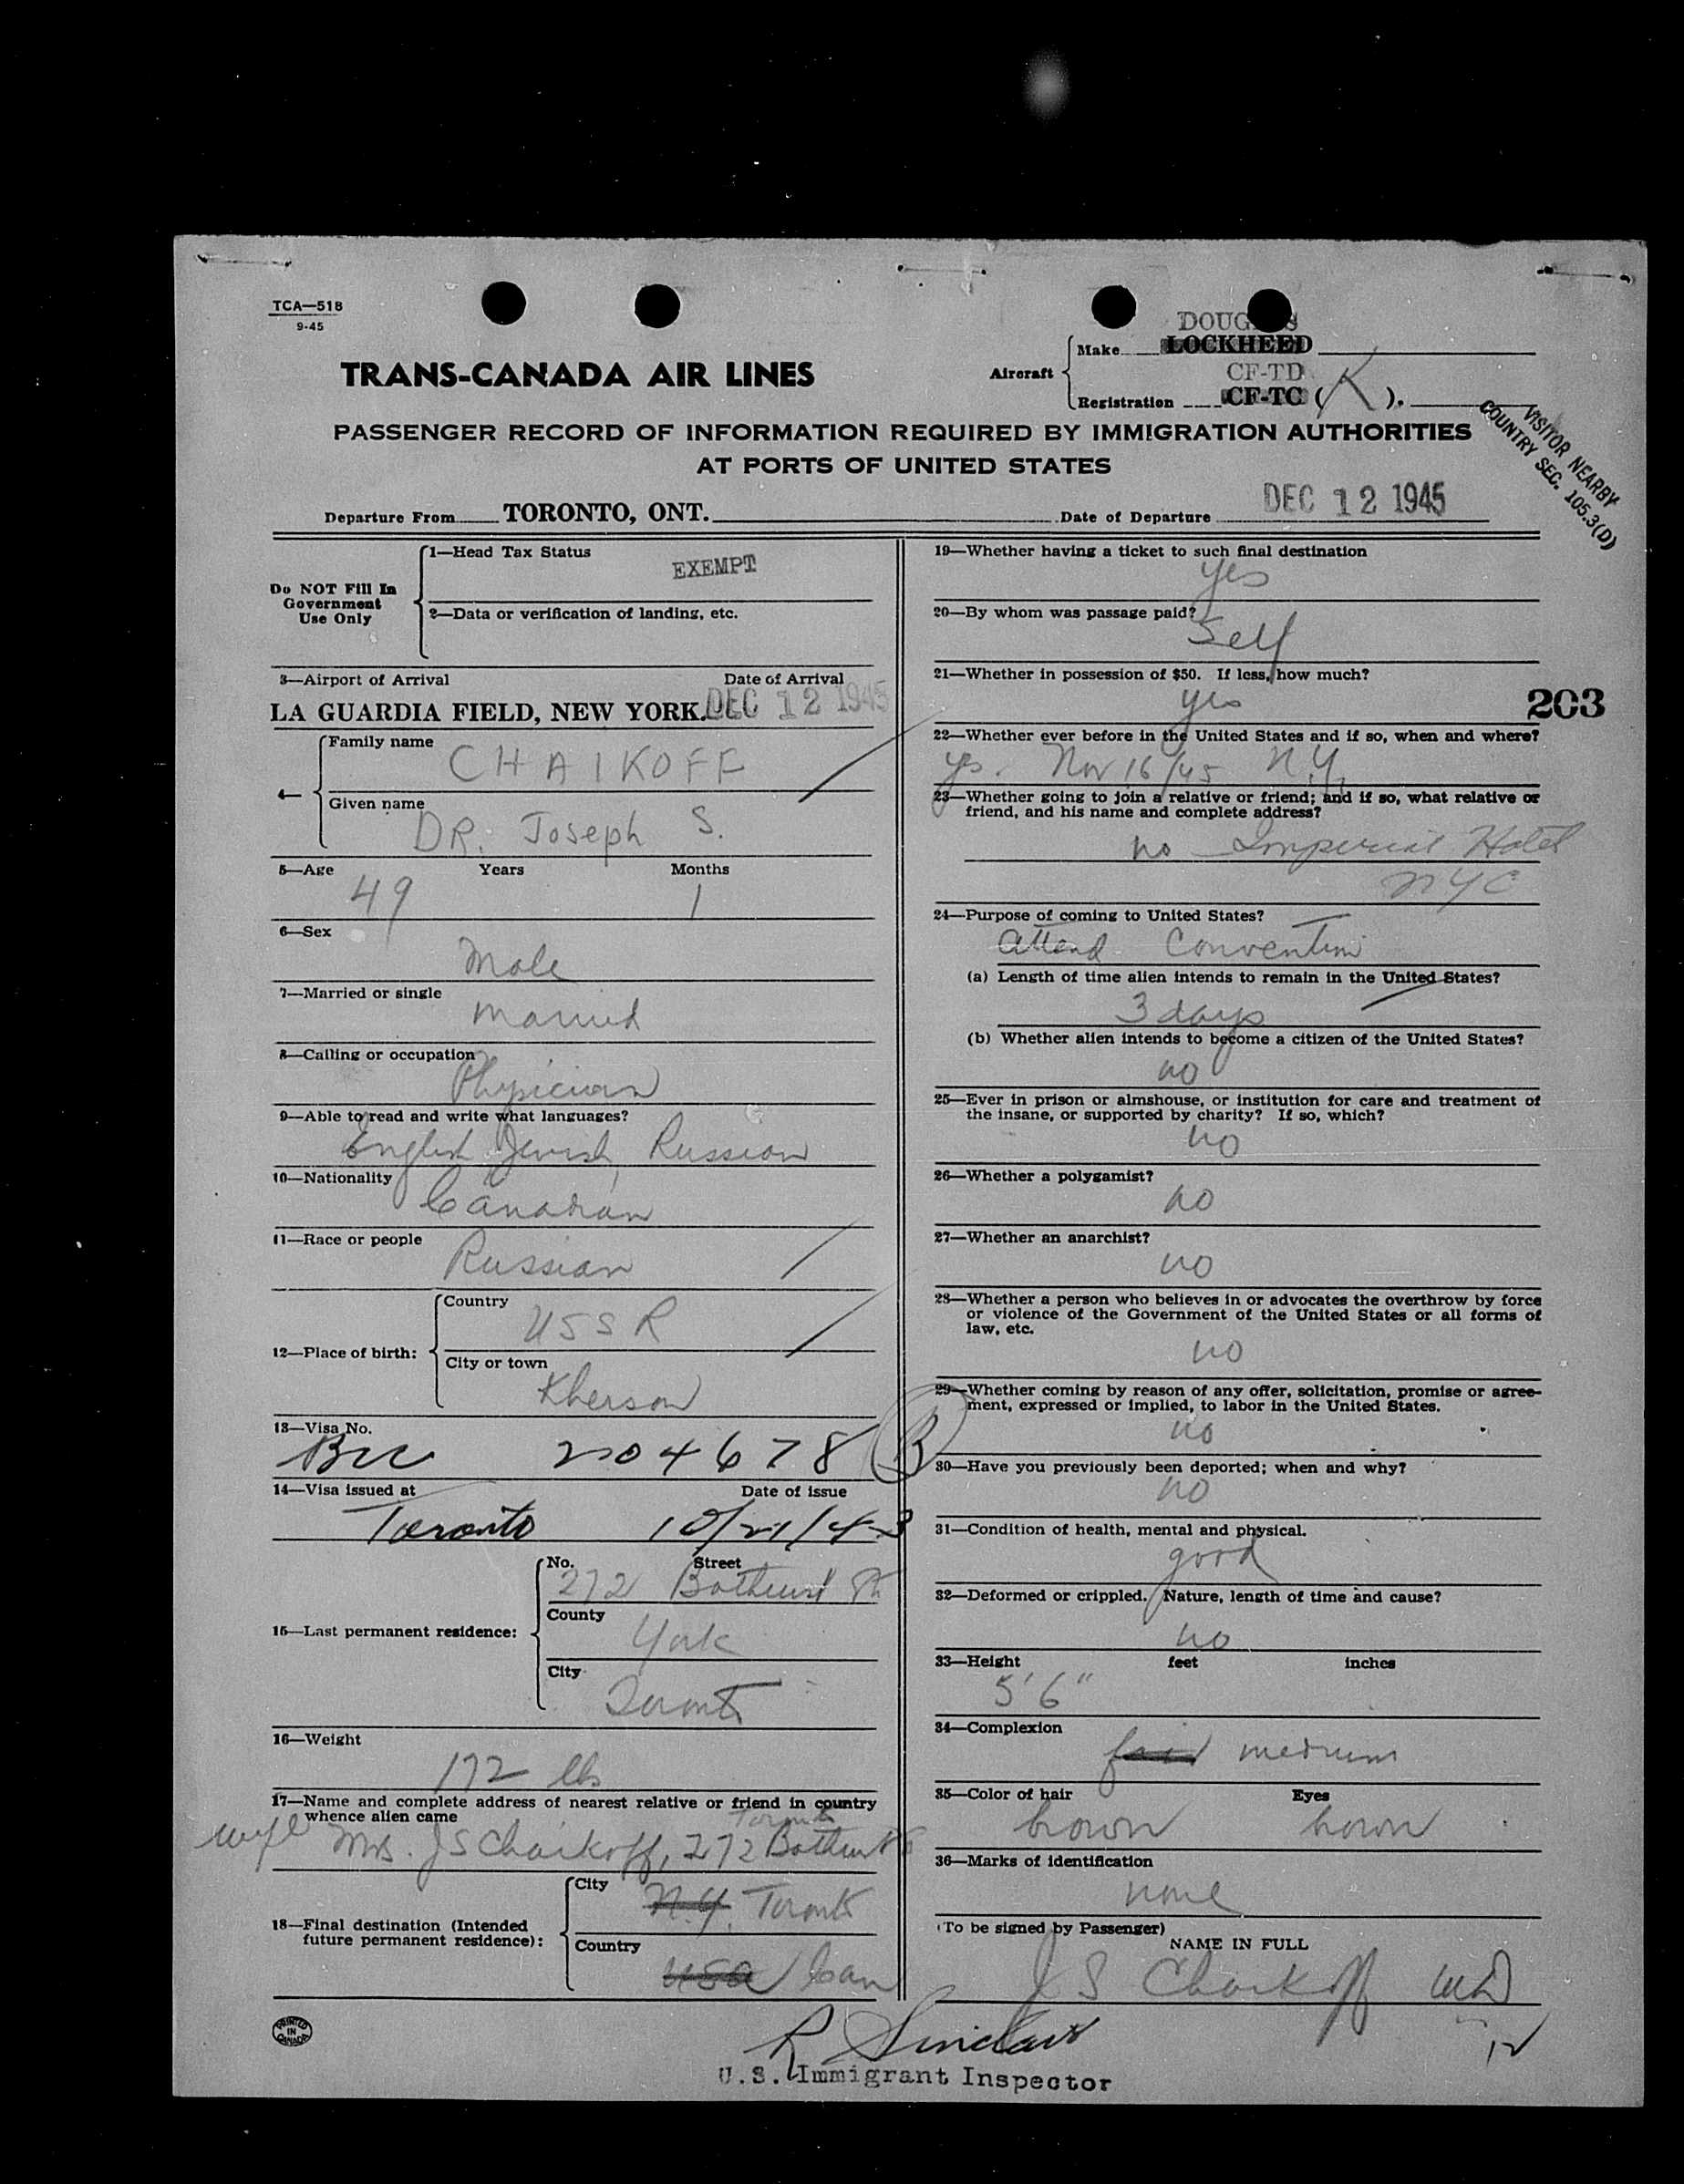 TCA—518
9-45
TRANS-CANADA AIR LINES
Aircraft
Make
DOUG S
LOCKHEED
Registration
CF-TD
CF-TC (K).
PASSENGER RECORD OF INFORMATION REQUIRED BY IMMIGRATION AUTHORITIES
AT PORTS OF UNITED STATES
VISITOR NEARBY
COUNTRY SEC. 105.3(D)
Departure From TORONTO, ONT. Date of Departure DEC 12 1945
Do NOT Fill In
Government
Use Only
1—Head Tax Status
EXEMPT
2—Data or verification of landing, etc.
3—Airport of Arrival Date of Arrival
LA GUARDIA FIELD, NEW YORK. DEC 12 1945
4—
Family name
CHAIKOFF
Given name
DR. Joseph S.
5—Age Years Months
49 1
6—Sex
Male
7—Married or single
Married
8—Calling or occupation
Physician
9—Able to read and write what languages?
English Jewish Russian
10—Nationality
Canadian
11—Race or people
Russian
12—Place of birth:
Country
USSR
City or town
Kherson
13—Visa No.
BCC 204678 B
14—Visa issued at Date of issue
Toronto 10/21/43
15—Last permanent residence:
No. Street
272 Bathurst St
County
York
City
Toronto
16—Weight
172 lbs
17—Name and complete address of nearest relative or friend in country
whence alien came
Toronto
wife Mrs. J S Chaikoff, 272 Bathurst St
18—Final destination (Intended
future permanent residence):
City
N.Y. Toronto
Country
USA Can
19—Whether having a ticket to such final destination
yes
20—By whom was passage paid?
Self
21—Whether in possession of $50. If less, how much?
yes
203
22—Whether ever before in the United States and if so, when and where?
yes. Nov 16/45 N.Y.
23—Whether going to join a relative or friend; and if so, what relative or
friend, and his name and complete address?
no Imperial Hotel
NYC
24—Purpose of coming to United States?
Attend Convention
(a) Length of time alien intends to remain in the United States?
3 days
(b) Whether alien intends to become a citizen of the United States?
no
25—Ever in prison or almshouse, or institution for care and treatment of
the insane, or supported by charity? If so, which?
no
26—Whether a polygamist?
no
27—Whether an anarchist?
no
28—Whether a person who believes in or advocates the overthrow by force
or violence of the Government of the United States or all forms of
law, etc.
no
29—Whether coming by reason of any offer, solicitation, promise or agree-
ment, expressed or implied, to labor in the United States.
no
30—Have you previously been deported; when and why?
no
31—Condition of health, mental and physical.
good
32—Deformed or crippled. Nature, length of time and cause?
no
33—Height feet inches
5'6"
34—Complexion
fair medium
35—Color of hair Eyes
brown brown
36—Marks of identification
none
(To be signed by Passenger)
NAME IN FULL
J S Chaikoff MD
PRINTED
IN
CANADA
R Sinclair
U.S. Immigrant Inspector